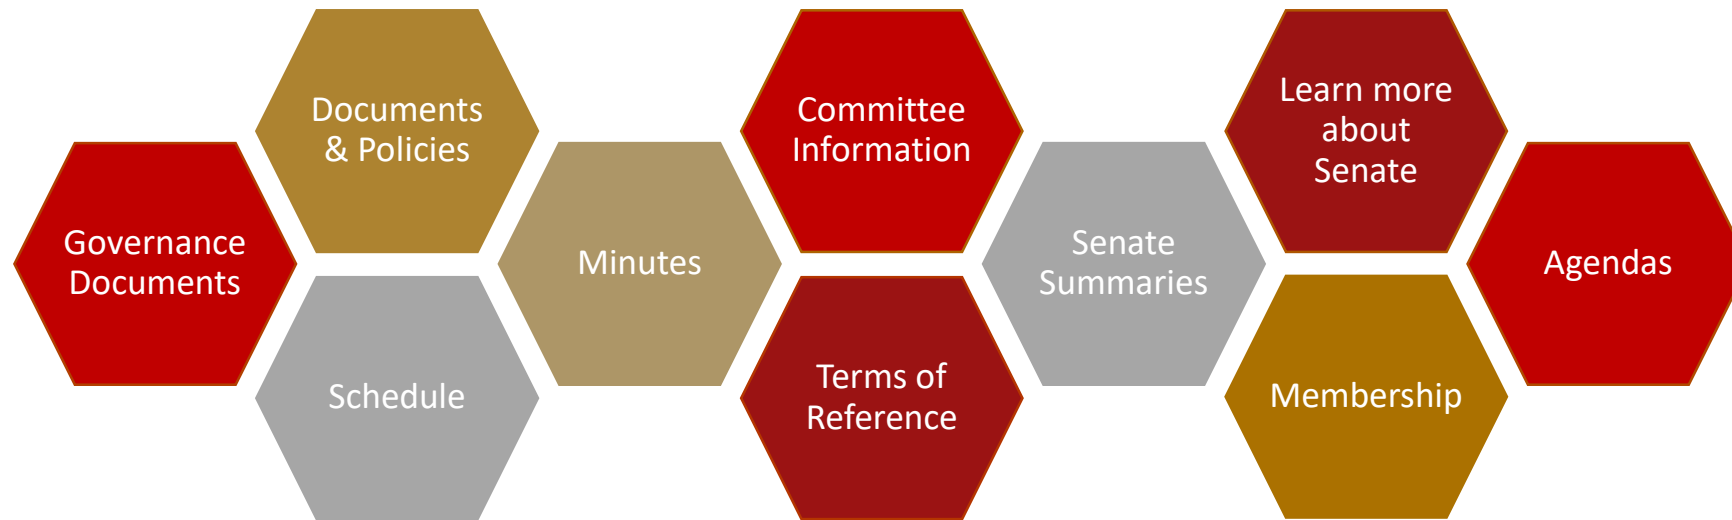 Governance
Documents
Documents
& Policies
Schedule
Minutes
Committee
Information
Terms of
Reference
Senate
Summaries
Learn more
about
Senate
Membership
Agendas